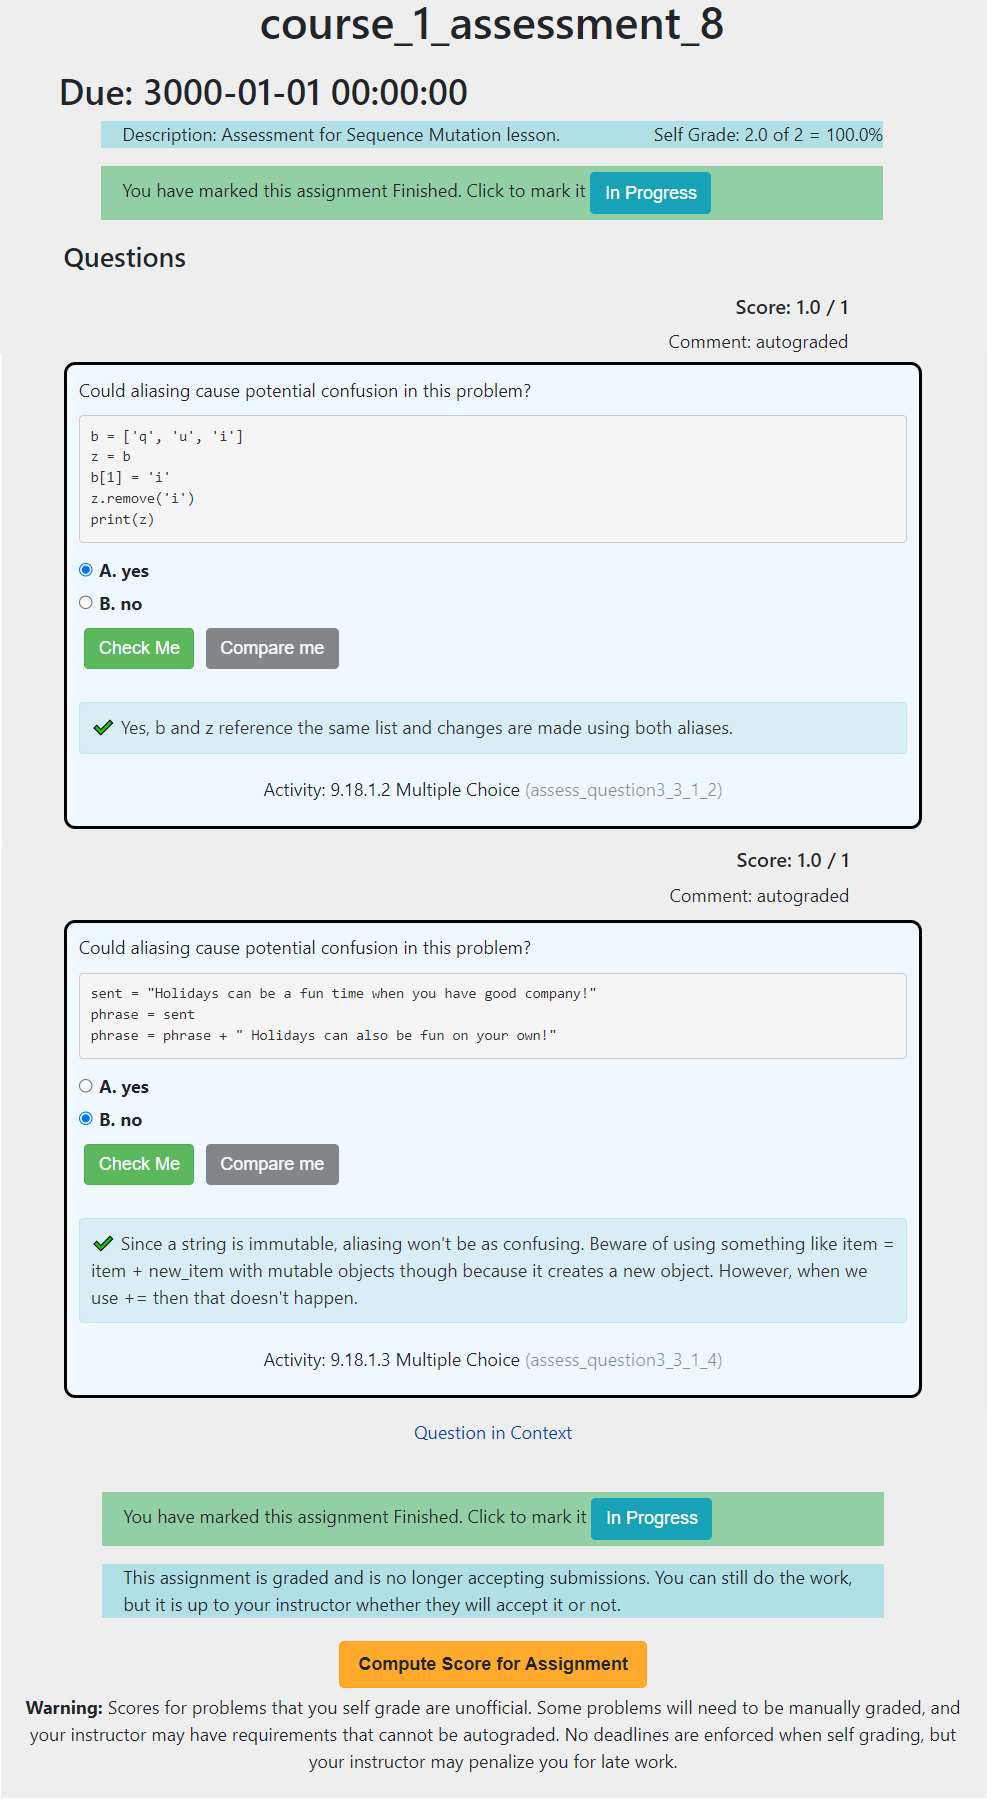 course_1_assessment_8
Due: 3000-01-01 00:00:00
Description: Assessment for Sequence Mutation lesson. Self Grade: 2.0 of 2 = 100.0%
You have marked this assignment Finished. Click to mark it In Progress
Questions
Score: 1.0 / 1
Comment: autograded
Could aliasing cause potential confusion in this problem?
b = ['q', 'u', 'i']
z = b
b[1] = 'i'
z.remove('i')
print(z)
A. yes
B. no
Check Me Compare me
Yes, b and z reference the same list and changes are made using both aliases.
Activity: 9.18.1.2 Multiple Choice (assess_question3_3_1_2)
Score: 1.0 / 1
Comment: autograded
Could aliasing cause potential confusion in this problem?
sent = "Holidays can be a fun time when you have good company!"
phrase = sent
phrase = phrase + " Holidays can also be fun on your own!"
A. yes
B. no
Check Me Compare me
Since a string is immutable, aliasing won't be as confusing. Beware of using something like item =
item + new_item with mutable objects though because it creates a new object. However, when we
use += then that doesn't happen.
Activity: 9.18.1.3 Multiple Choice (assess_question3_3_1_4)
Question in Context
You have marked this assignment Finished. Click to mark it In Progress
This assignment is graded and is no longer accepting submissions. You can still do the work,
but it is up to your instructor whether they will accept it or not.
Compute Score for Assignment
Warning: Scores for problems that you self grade are unofficial. Some problems will need to be manually graded, and
your instructor may have requirements that cannot be autograded. No deadlines are enforced when self grading, but
your instructor may penalize you for late work.